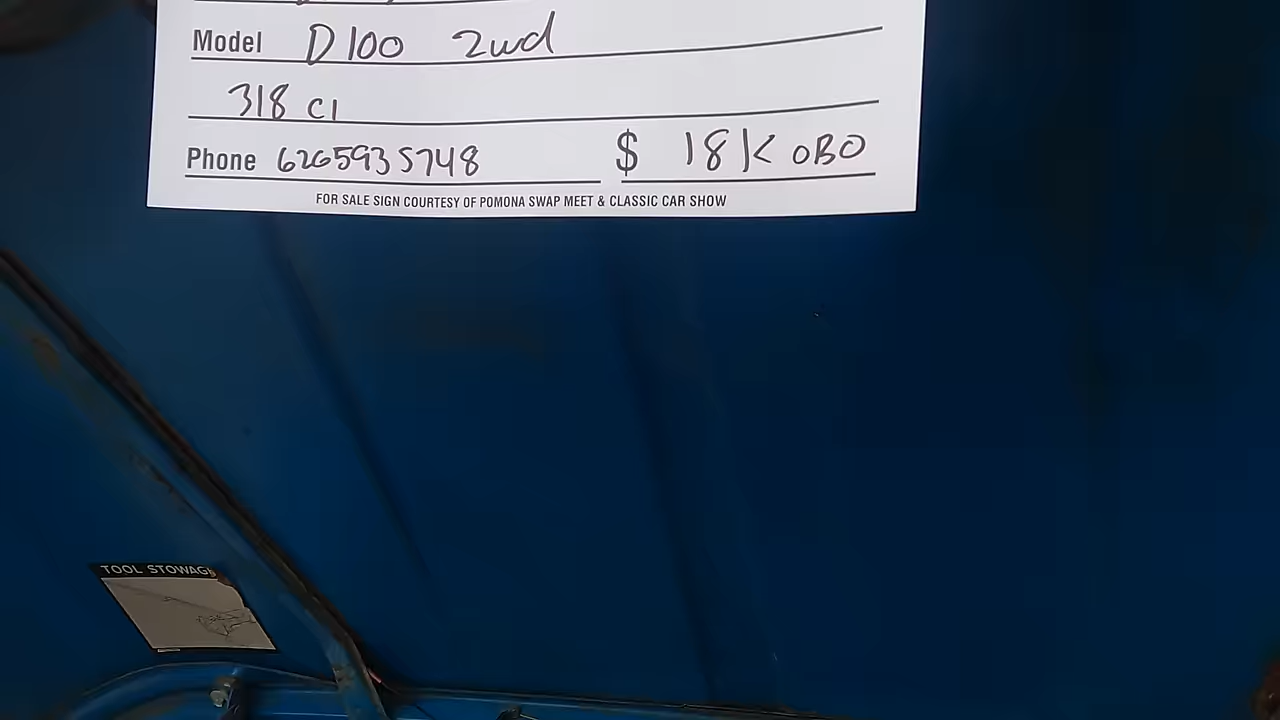 Model D100 2wd
318 CI
Phone 6265935748 $ 18K OBO
FOR SALE SIGN COURTESY OF POMONA SWAP MEET & CLASSIC CAR SHOW
TOOL STOWAGE